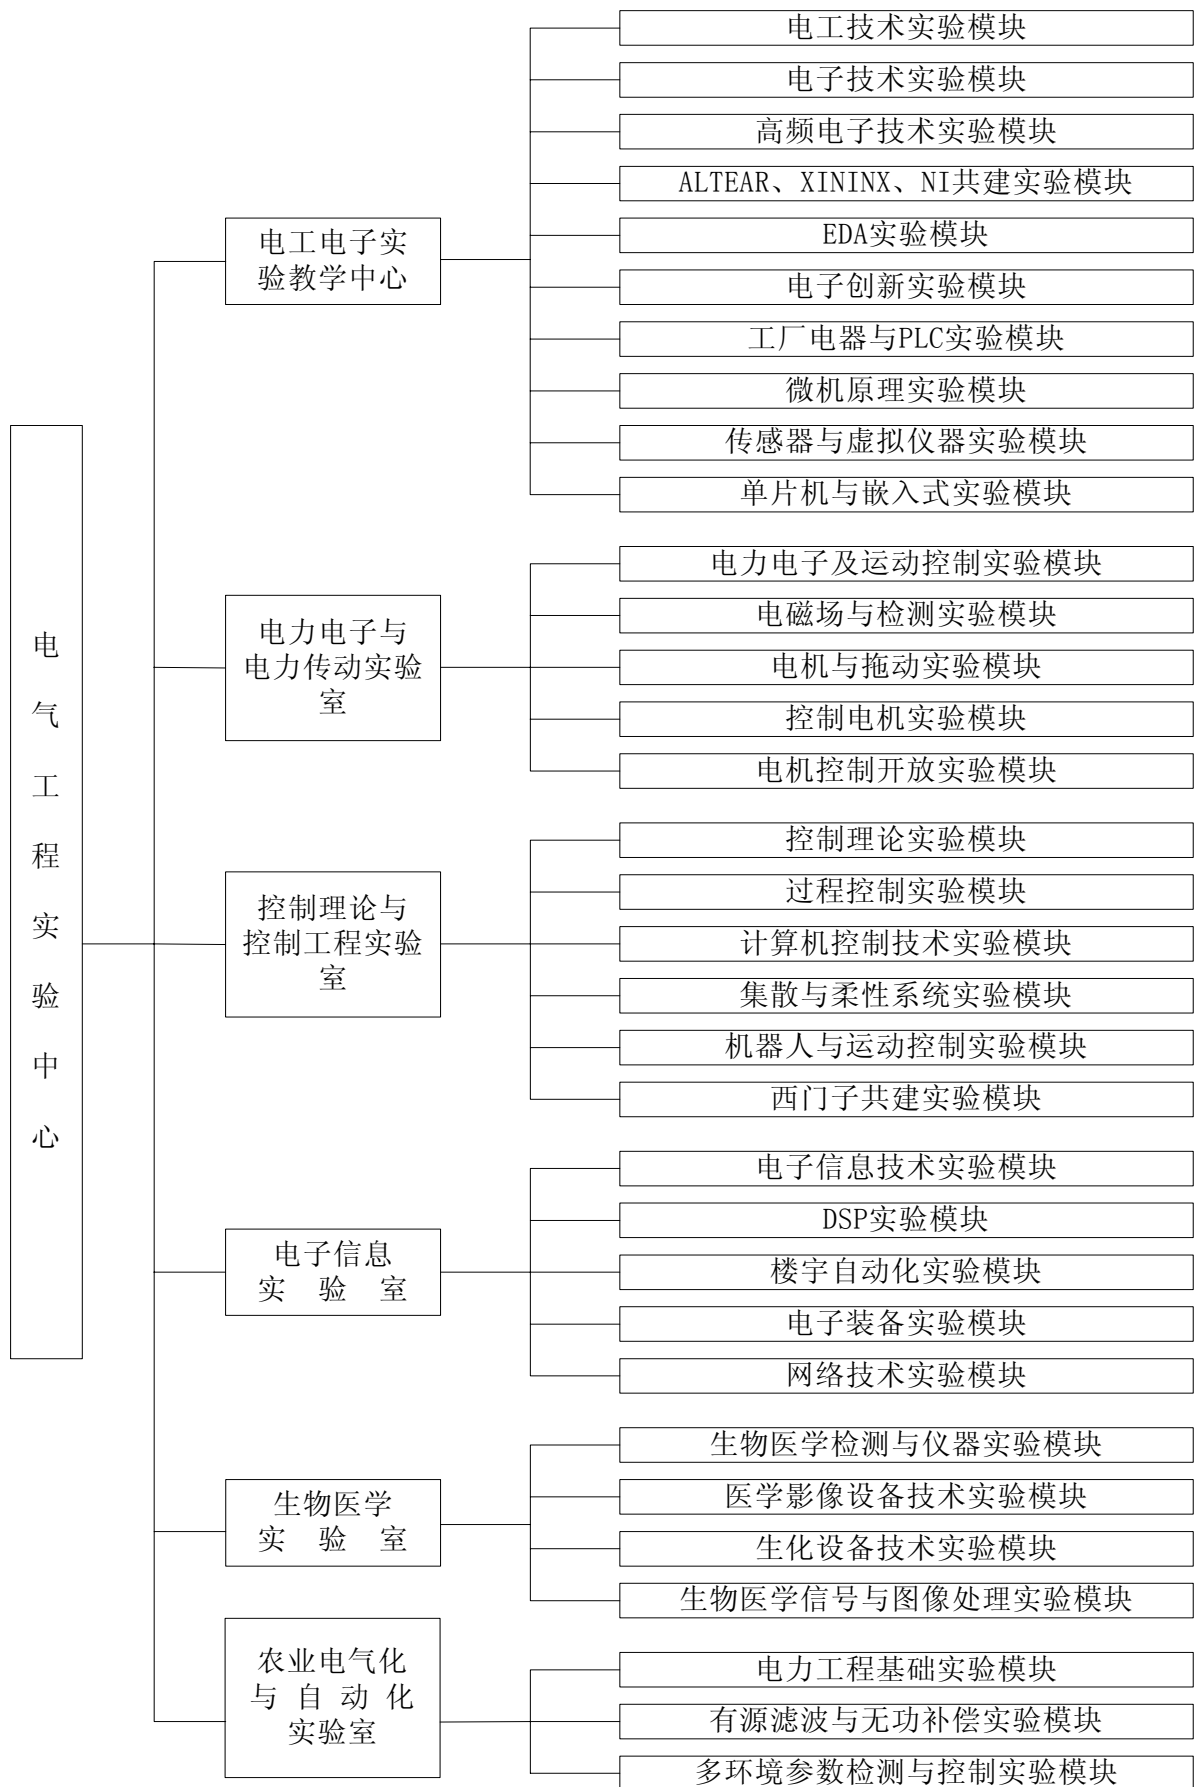 电气工程实验中心
电工电子实
验教学中心
电工技术实验模块
电子技术实验模块
高频电子技术实验模块
ALTEAR、XININX、NI共建实验模块
EDA实验模块
电子创新实验模块
工厂电器与PLC实验模块
微机原理实验模块
传感器与虚拟仪器实验模块
单片机与嵌入式实验模块
电力电子与
电力传动实验
室
电力电子及运动控制实验模块
电磁场与检测实验模块
电机与拖动实验模块
控制电机实验模块
电机控制开放实验模块
控制理论与
控制工程实验
室
控制理论实验模块
过程控制实验模块
计算机控制技术实验模块
集散与柔性系统实验模块
机器人与运动控制实验模块
西门子共建实验模块
电子信息
实 验 室
电子信息技术实验模块
DSP实验模块
楼宇自动化实验模块
电子装备实验模块
网络技术实验模块
生物医学
实 验 室
生物医学检测与仪器实验模块
医学影像设备技术实验模块
生化设备技术实验模块
生物医学信号与图像处理实验模块
农业电气化
与 自 动 化
实验室
电力工程基础实验模块
有源滤波与无功补偿实验模块
多环境参数检测与控制实验模块